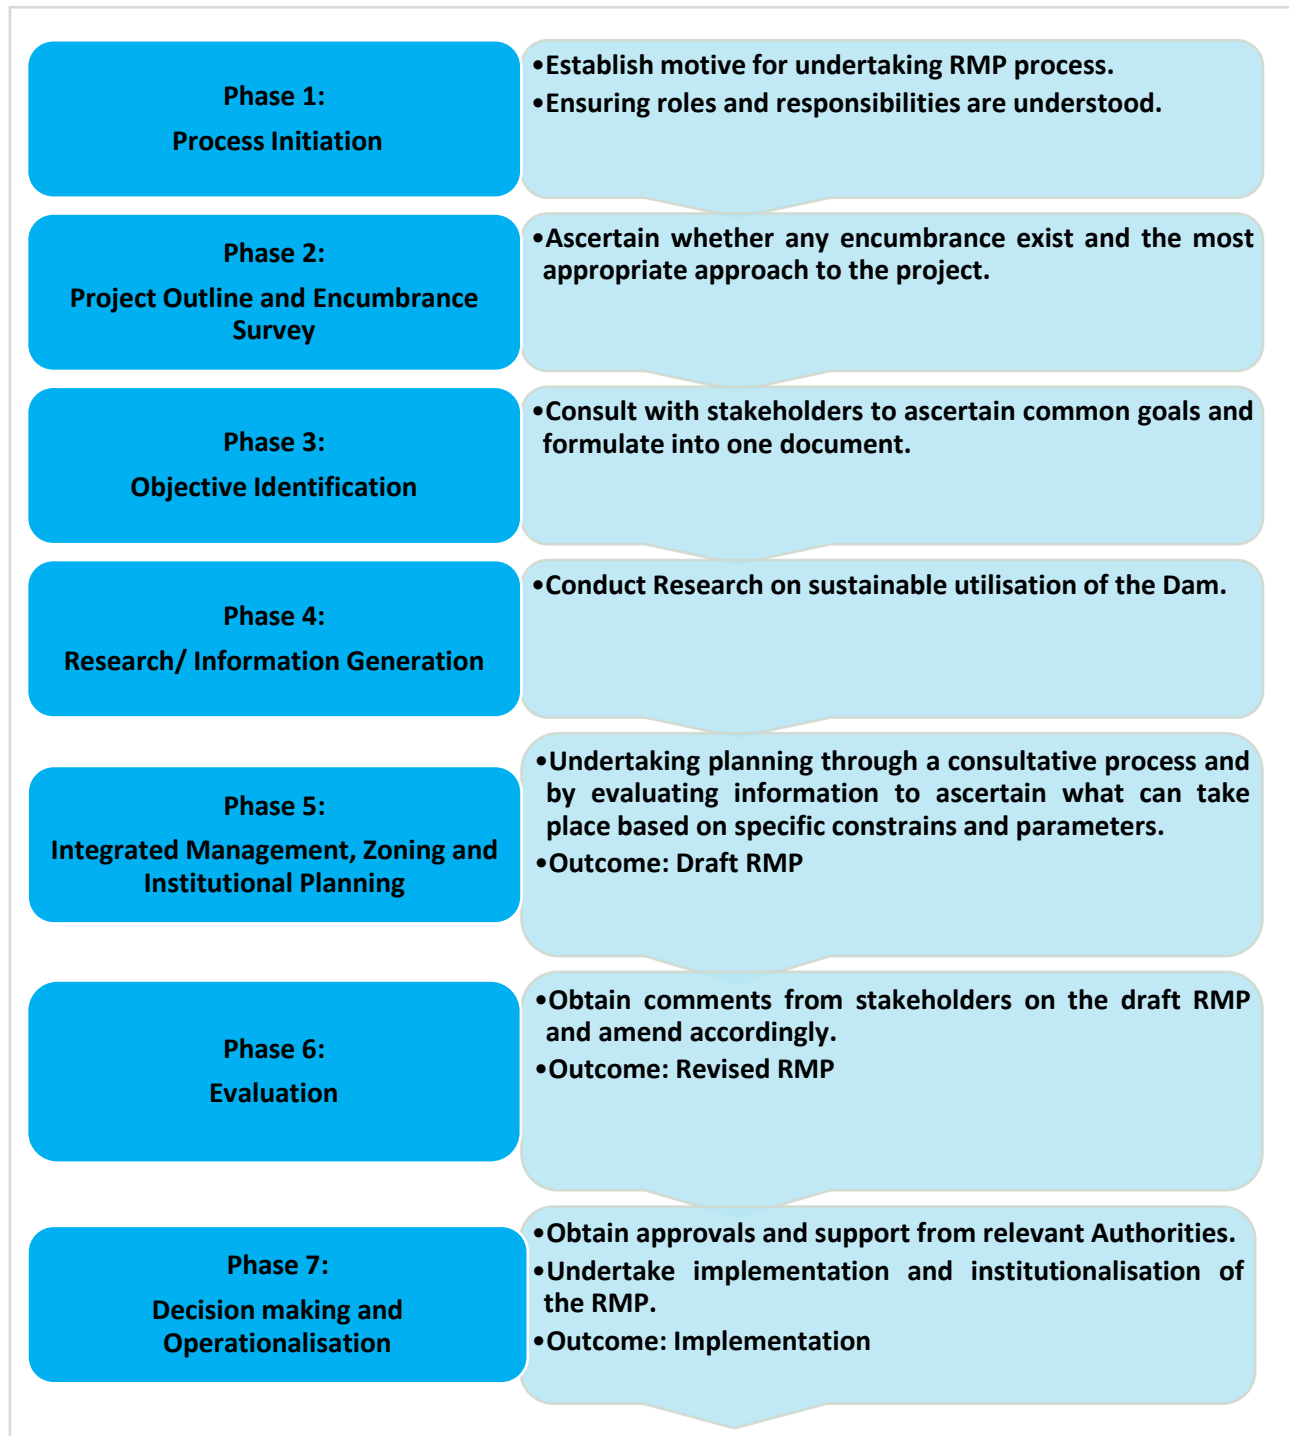 Phase 1:
Process Initiation
•Establish motive for undertaking RMP process.
•Ensuring roles and responsibilities are understood.
Phase 2:
Project Outline and Encumbrance
Survey
•Ascertain whether any encumbrance exist and the most
appropriate approach to the project.
Phase 3:
Objective Identification
•Consult with stakeholders to ascertain common goals and
formulate into one document.
Phase 4:
Research/ Information Generation
•Conduct Research on sustainable utilisation of the Dam.
Phase 5:
Integrated Management, Zoning and
Institutional Planning
•Undertaking planning through a consultative process and
by evaluating information to ascertain what can take
place based on specific constrains and parameters.
•Outcome: Draft RMP
Phase 6:
Evaluation
•Obtain comments from stakeholders on the draft RMP
and amend accordingly.
•Outcome: Revised RMP
Phase 7:
Decision making and
Operationalisation
•Obtain approvals and support from relevant Authorities.
•Undertake implementation and institutionalisation of
the RMP.
•Outcome: Implementation